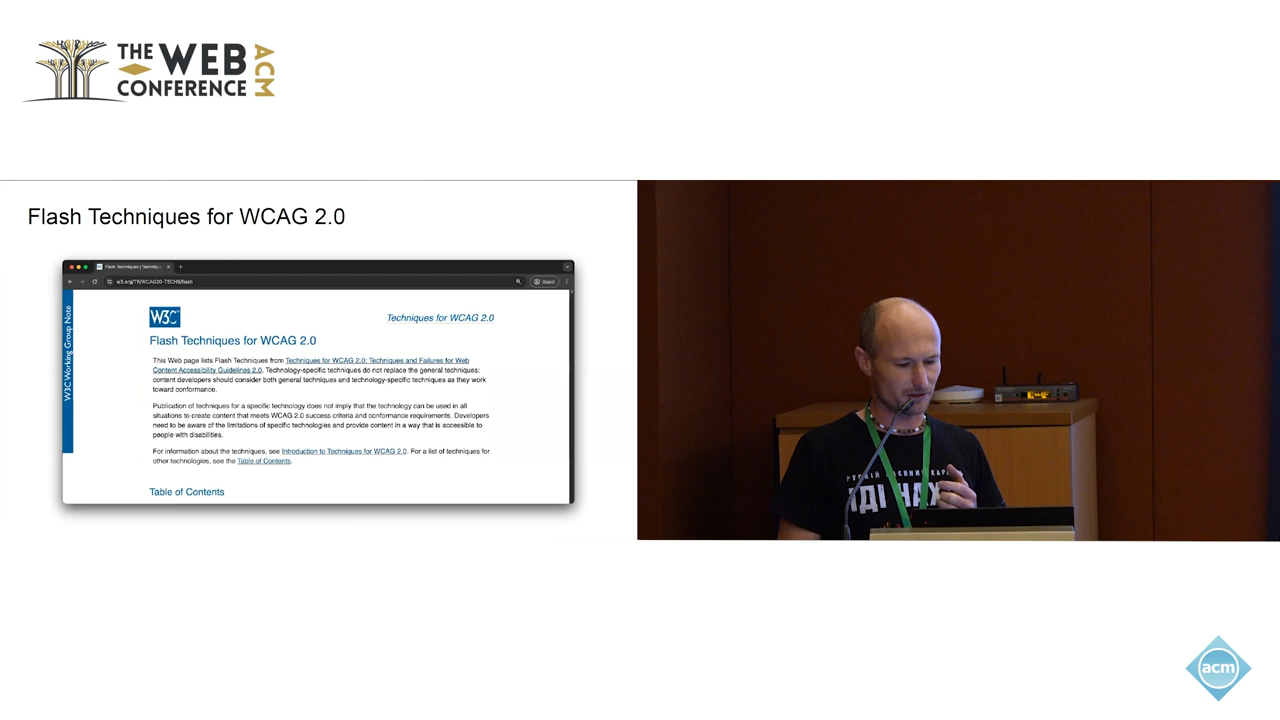 THE WEB
CONFERENCE
ACM
Flash Techniques for WCAG 2.0
Flash Techniques | Techniqu
w3.org/TR/WCAG20-TECHS/flash
Guest
W3C Working Group Note
W3C
Techniques for WCAG 2.0
Flash Techniques for WCAG 2.0
This Web page lists Flash Techniques from Techniques for WCAG 2.0: Techniques and Failures for Web
Content Accessibility Guidelines 2.0. Technology-specific techniques do not replace the general techniques:
content developers should consider both general techniques and technology-specific techniques as they work
toward conformance.
Publication of techniques for a specific technology does not imply that the technology can be used in all
situations to create content that meets WCAG 2.0 success criteria and conformance requirements. Developers
need to be aware of the limitations of specific technologies and provide content in a way that is accessible to
people with disabilities.
For information about the techniques, see Introduction to Techniques for WCAG 2.0. For a list of techniques for
other technologies, see the Table of Contents.
Table of Contents
ІДІ НАХ
acm